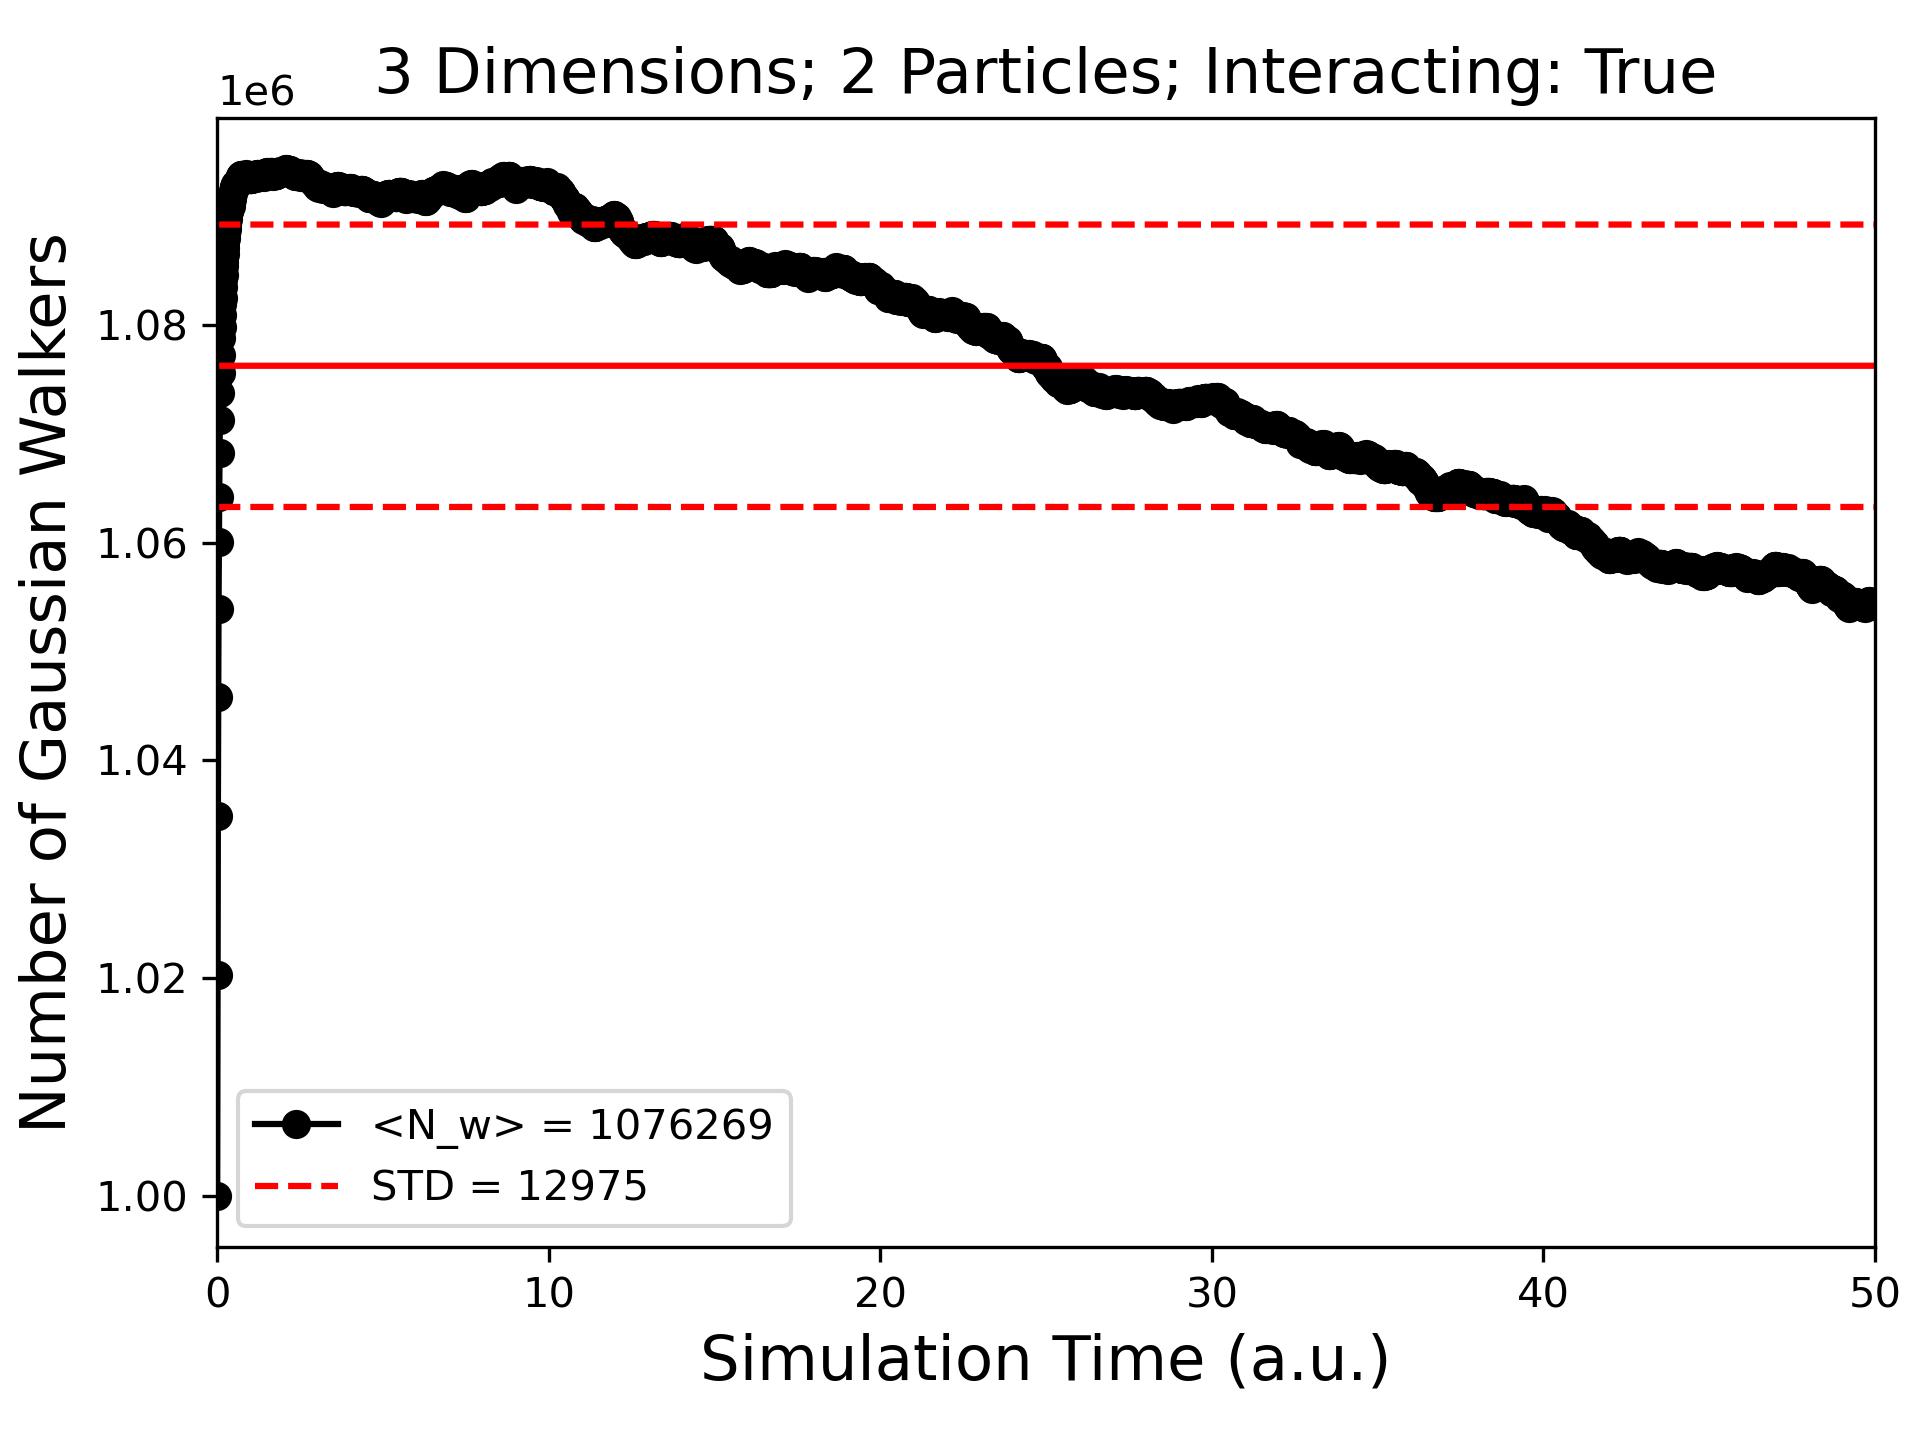 3 Dimensions; 2 Particles; Interacting: True
1e6
Number of Gaussian Walkers
1.08
1.06
1.04
1.02
1.00
<N_w> = 1076269
STD = 12975
0 10 20 30 40 50
Simulation Time (a.u.)